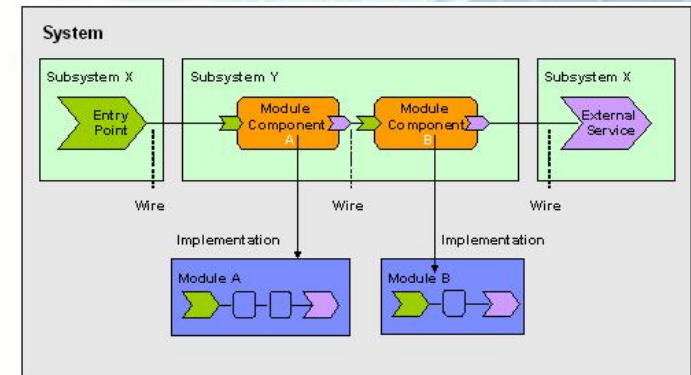 System
Subsystem X
Subsystem Y
Subsystem X
Entry
Point
Module
Component
A
Module
Component
B
External
Service
Wire
Wire
Wire
Implementation
Implementation
Module A
Module B